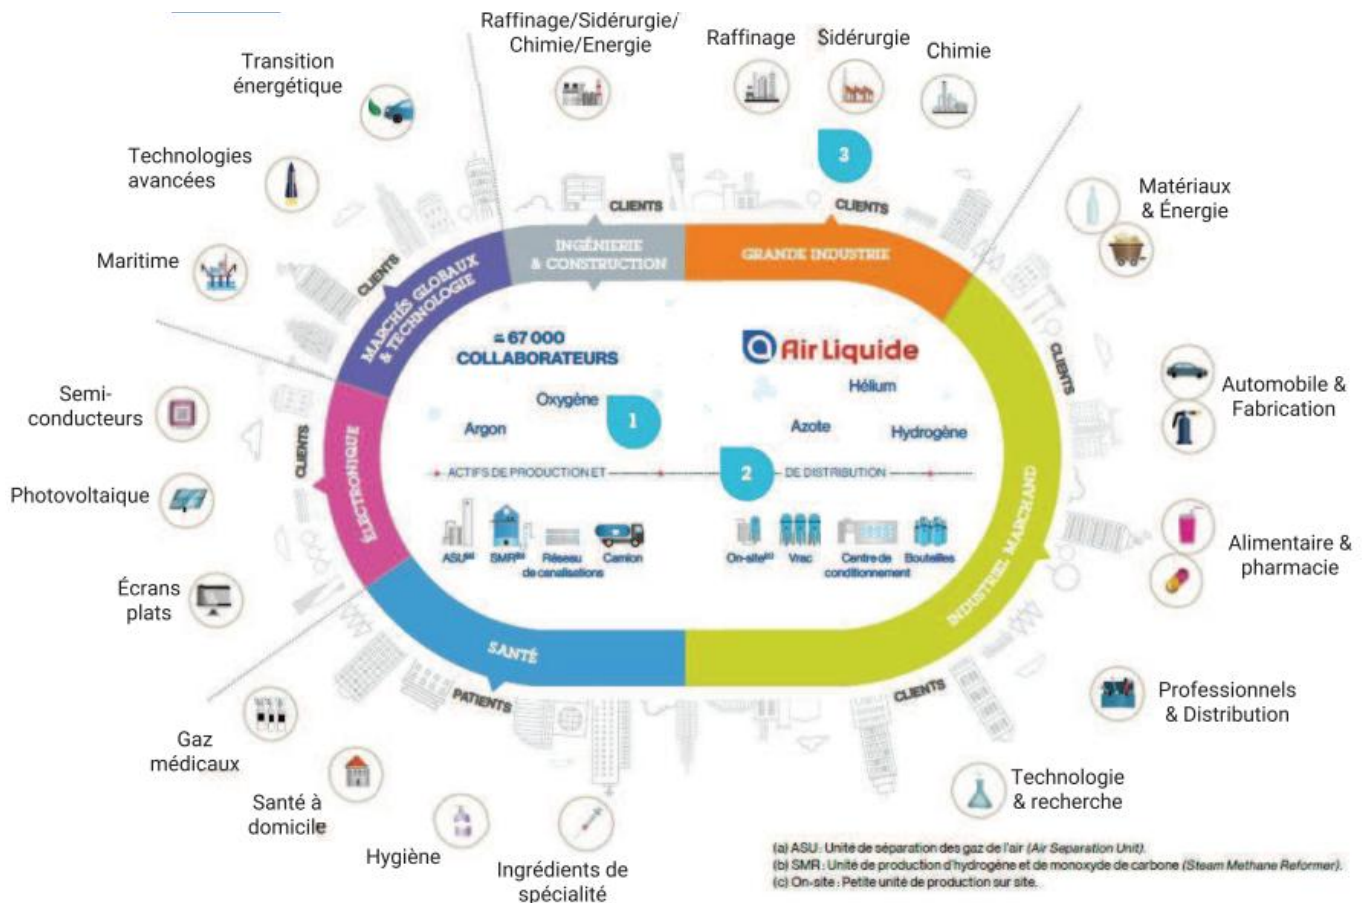 Raffinage/Sidérurgie/
Chimie/Energie
Raffinage
Sidérurgie
Chimie
Transition
énergétique
Technologies
avancées
Maritime
3
Matériaux
& Énergie
CLIENTS
CLIENTS
CLIENTS
INGÉNIERIE
& CONSTRUCTION
GRANDE INDUSTRIE
MARCHÉS GLOBAUX
& TECHNOLOGIE
≈ 67 000
COLLABORATEURS
Air Liquide
Hélium
Oxygène
1
Argon
Azote
Hydrogène
2
ACTIFS DE PRODUCTION ET
DE DISTRIBUTION
ASU(a)
SMR(b)
Réseau
de canalisations
Camion
On-site(c)
Vrac
Centre de
conditionnement
Bouteilles
CLIENTS
Automobile &
Fabrication
Semi-
conducteurs
CLIENTS
ÉLECTRONIQUE
Photovoltaique
INDUSTRIEL MARCHAND
Alimentaire &
pharmacie
Écrans
plats
SANTÉ
PATIENTS
CLIENTS
Professionnels
& Distribution
Gaz
médicaux
Santé à
domicile
Hygiène
Ingrédients de
spécialité
Technologie
& recherche
(a) ASU : Unité de séparation des gaz de l'air (Air Separation Unit).
(b) SMR : Unité de production d'hydrogène et de monoxyde de carbone (Steam Methane Reformer).
(c) On-site : Petite unité de production sur site.